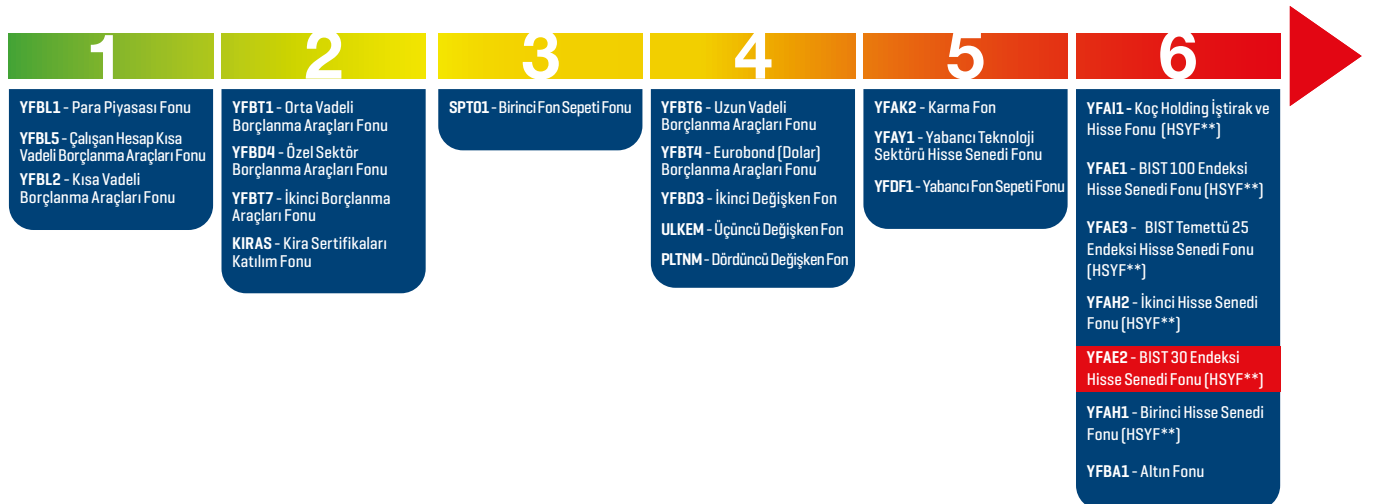 1
YFBL1 - Para Piyasası Fonu
YFBL5 - Çalışan Hesap Kısa
Vadeli Borçlanma Araçları Fonu
YFBL2 - Kısa Vadeli
Borçlanma Araçları Fonu
2
YFBT1 - Orta Vadeli
Borçlanma Araçları Fonu
YFBD4 - Özel Sektör
Borçlanma Araçları Fonu
YFBT7 - İkinci Borçlanma
Araçları Fonu
KIRAS - Kira Sertifikaları
Katılım Fonu
3
SPT01 - Birinci Fon Sepeti Fonu
4
YFBT6 - Uzun Vadeli
Borçlanma Araçları Fonu
YFBT4 - Eurobond (Dolar)
Borçlanma Araçları Fonu
YFBD3 - İkinci Değişken Fon
ULKEM - Üçüncü Değişken Fon
PLTNM - Dördüncü Değişken Fon
5
YFAK2 - Karma Fon
YFAY1 - Yabancı Teknoloji
Sektörü Hisse Senedi Fonu
YFDF1 - Yabancı Fon Sepeti Fonu
6
YFAI1 - Koç Holding İştirak ve
Hisse Fonu (HSYF**)
YFAE1 - BIST 100 Endeksi
Hisse Senedi Fonu (HSYF**)
YFAE3 - BIST Temettü 25
Endeksi Hisse Senedi Fonu
(HSYF**)
YFAH2 - İkinci Hisse Senedi
Fonu (HSYF**)
YFAE2 - BIST 30 Endeksi
Hisse Senedi Fonu (HSYF**)
YFAH1 - Birinci Hisse Senedi
Fonu (HSYF**)
YFBA1 - Altın Fonu